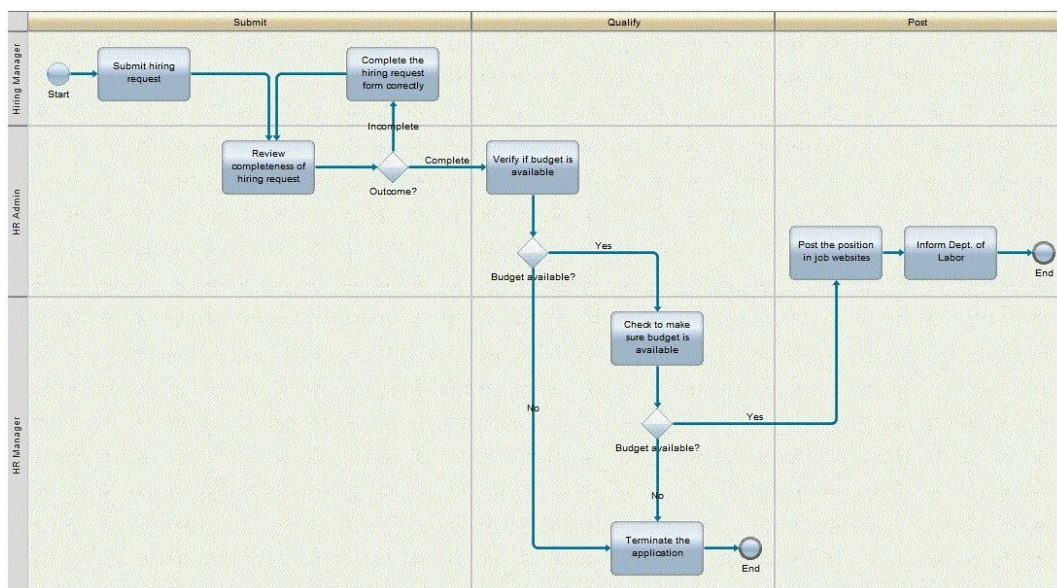 Submit
Qualify
Post
Hiring Manager
Start
Submit hiring
request
Complete the
hiring request
form correctly
Incomplete
HR Admin
Review
completeness of
hiring request
Outcome?
Complete
Verify if budget is
available
Yes
Budget available?
Post the position
in job websites
Inform Dept. of
Labor
End
HR Manager
Check to make
sure budget is
available
No
Yes
Budget available?
No
Terminate the
application
End